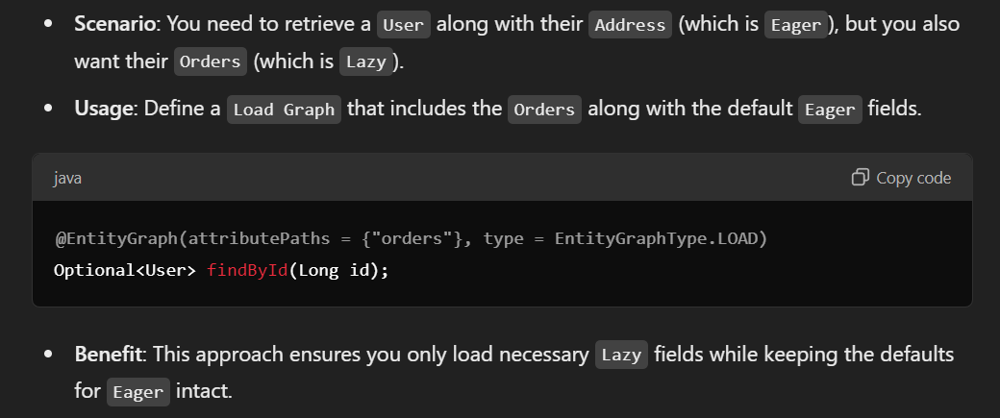 Scenario: You need to retrieve a User along with their Address (which is Eager), but you also
want their Orders (which is Lazy).
Usage: Define a Load Graph that includes the Orders along with the default Eager fields.
java Copy code
@EntityGraph(attributePaths = {"orders"}, type = EntityGraphType.LOAD)
Optional<User> findById(Long id);
Benefit: This approach ensures you only load necessary Lazy fields while keeping the defaults
for Eager intact.